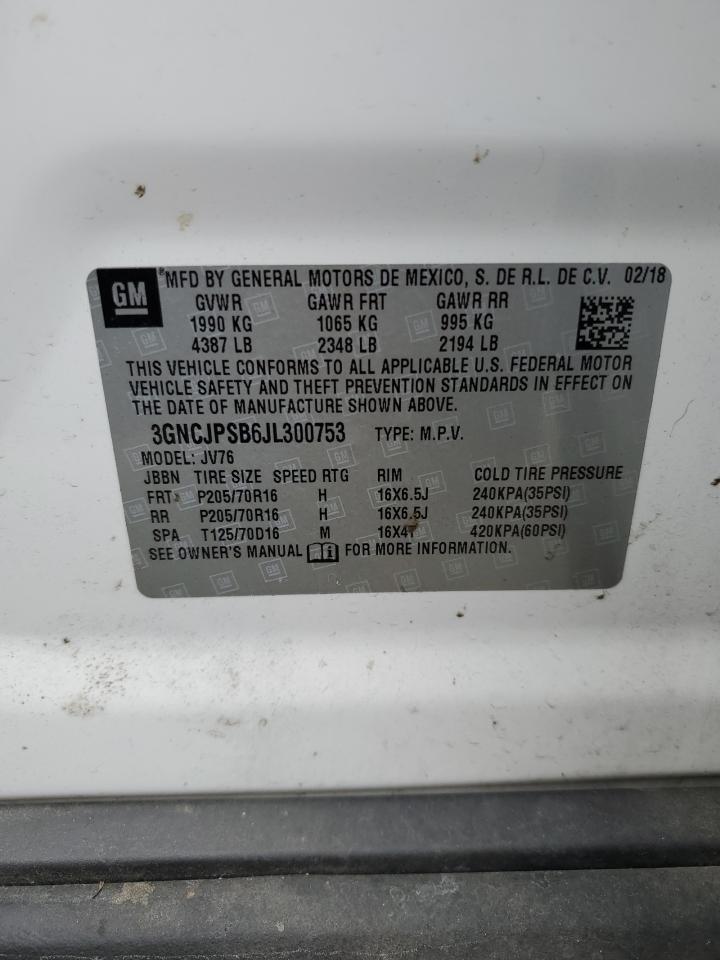 GM
®MFD BY GENERAL MOTORS DE MEXICO, S. DE R.L. DE C.V. 02/18
GVWR GAWR FRT GAWR RR
1990 KG 1065 KG 995 KG
4387 LB 2348 LB 2194 LB
THIS VEHICLE CONFORMS TO ALL APPLICABLE U.S. FEDERAL MOTOR
VEHICLE SAFETY AND THEFT PREVENTION STANDARDS IN EFFECT ON
THE DATE OF MANUFACTURE SHOWN ABOVE.
3GNCJPSB6JL300753 TYPE: M.P.V.
MODEL: JV76
JBBN TIRE SIZE SPEED RTG RIM COLD TIRE PRESSURE
FRT P205/70R16 H 16X6.5J 240KPA(35PSI)
RR P205/70R16 H 16X6.5J 240KPA(35PSI)
SPA T125/70D16 M 16X4T 420KPA(60PSI)
SEE OWNER'S MANUAL FOR MORE INFORMATION.